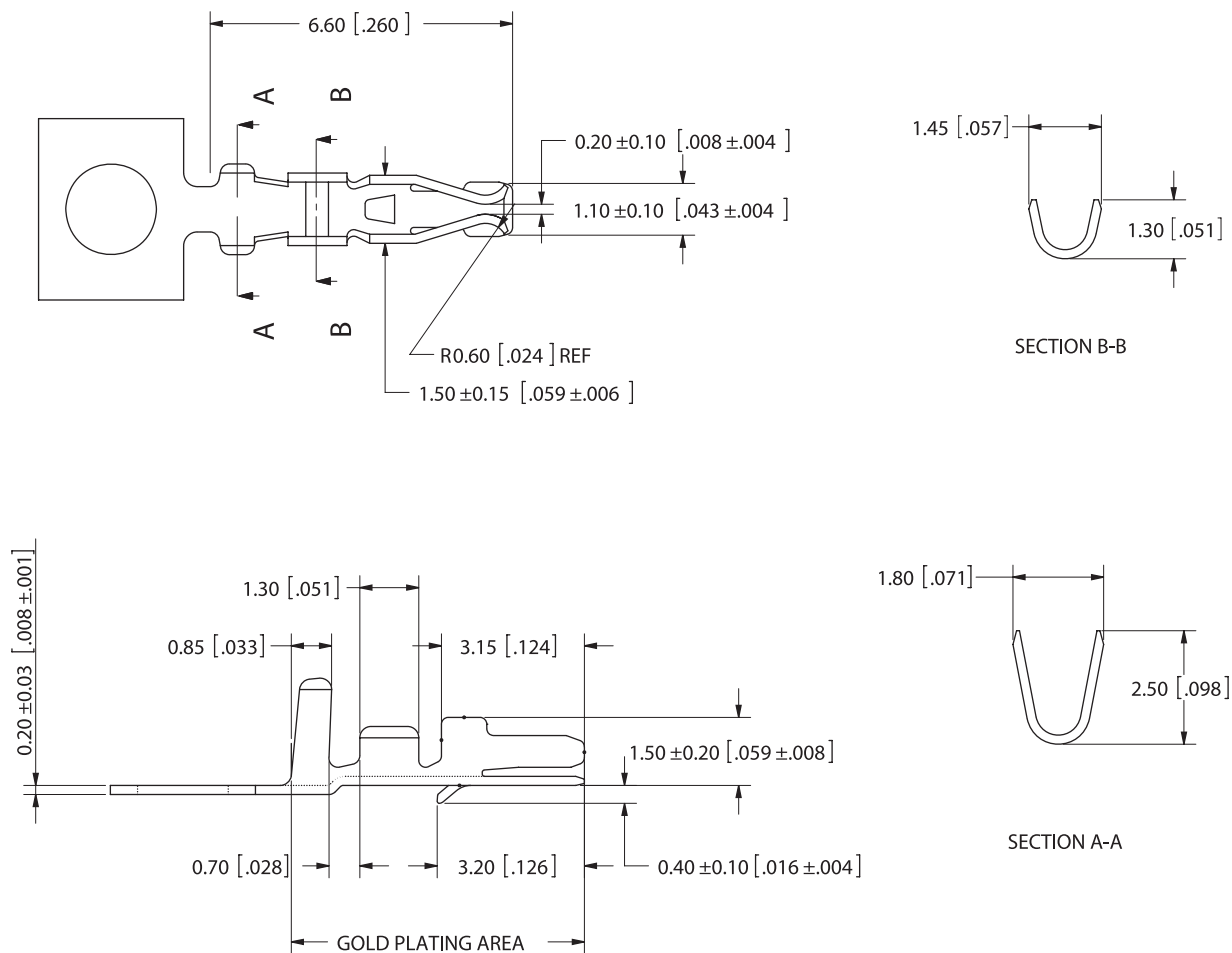 6.60 [.260]
A
B
0.20 ±0.10 [.008 ±.004]
1.10 ±0.10 [.043 ±.004]
A
B
R0.60 [.024] REF
1.50 ±0.15 [.059 ±.006]
1.45 [.057]
1.30 [.051]
SECTION B-B
0.20 ±0.03 [.008 ±.001]
1.30 [.051]
0.85 [.033]
3.15 [.124]
1.50 ±0.20 [.059 ±.008]
0.70 [.028]
3.20 [.126]
0.40 ±0.10 [.016 ±.004]
GOLD PLATING AREA
1.80 [.071]
2.50 [.098]
SECTION A-A